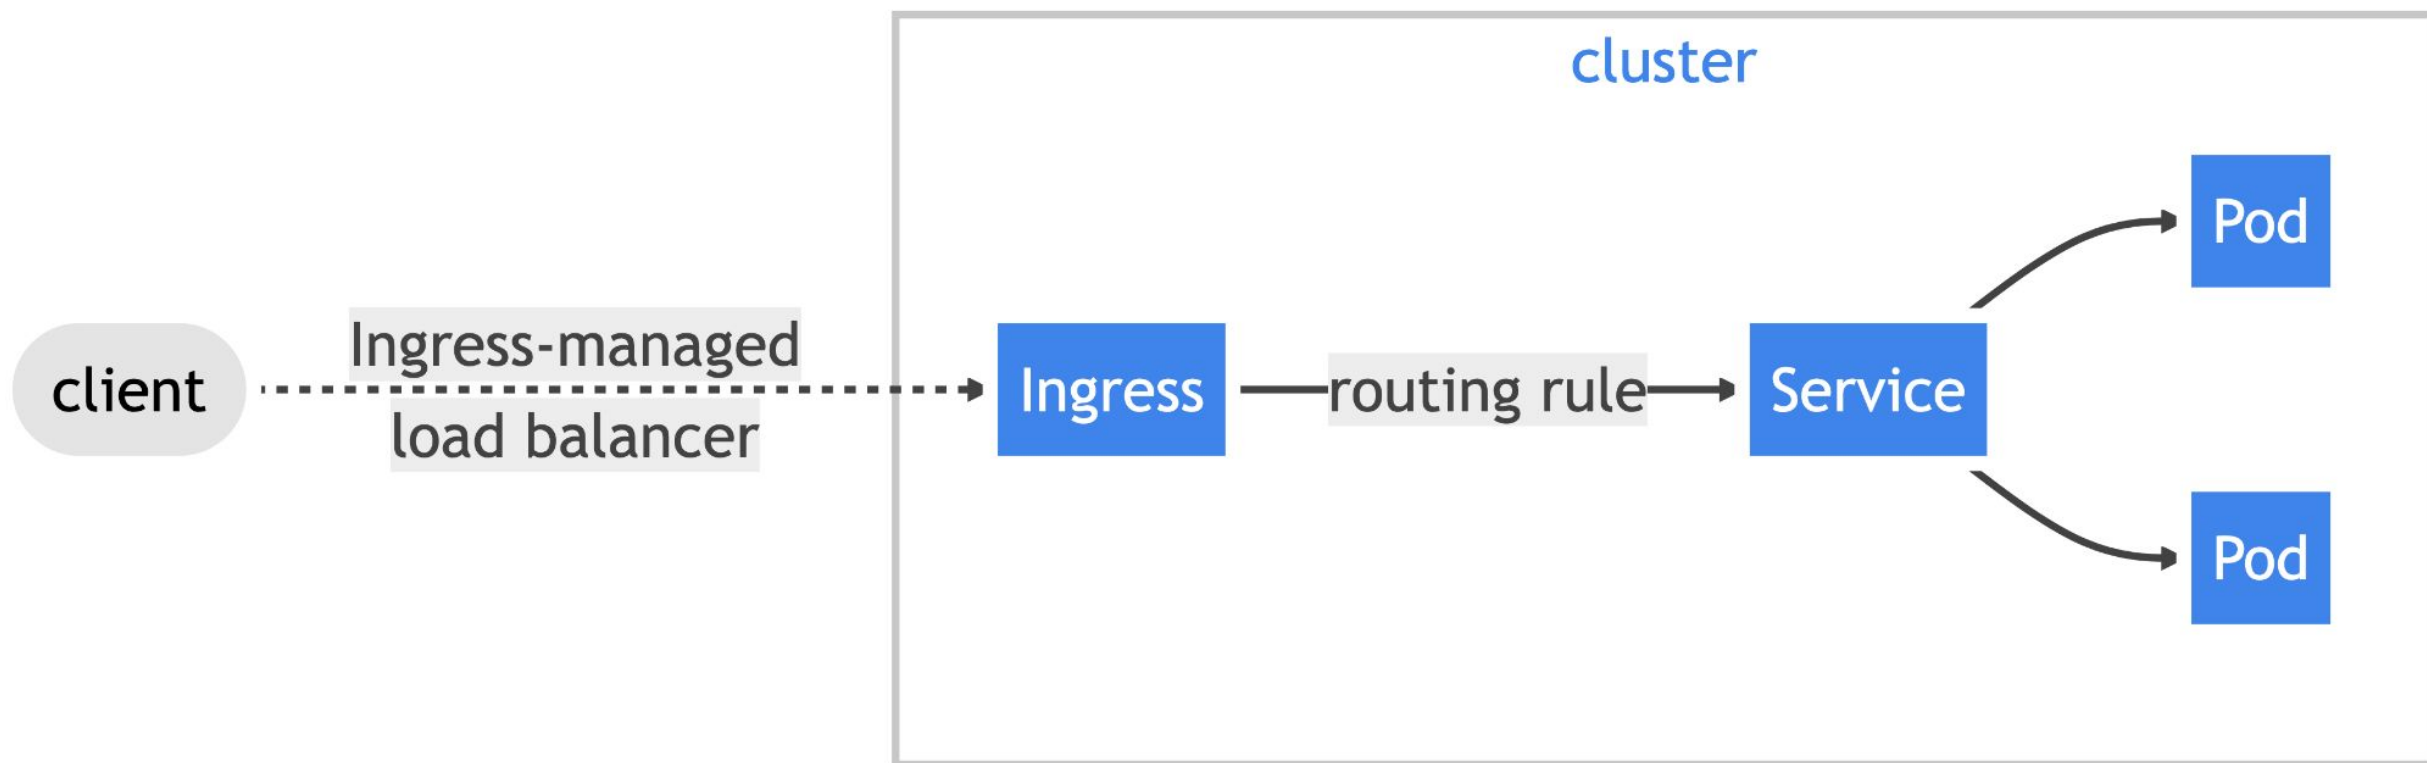 cluster
client
Ingress-managed
load balancer
Ingress
routing rule
Service
Pod
Pod